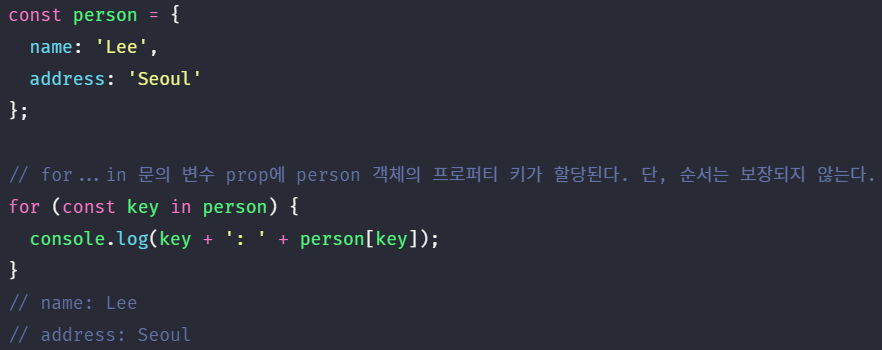 const person = {
  name: 'Lee',
  address: 'Seoul'
};
// for...in 문의 변수 prop에 person 객체의 프로퍼티 키가 할당된다. 단, 순서는 보장되지 않는다.
for (const key in person) {
  console.log(key + ': ' + person[key]);
}
// name: Lee
// address: Seoul